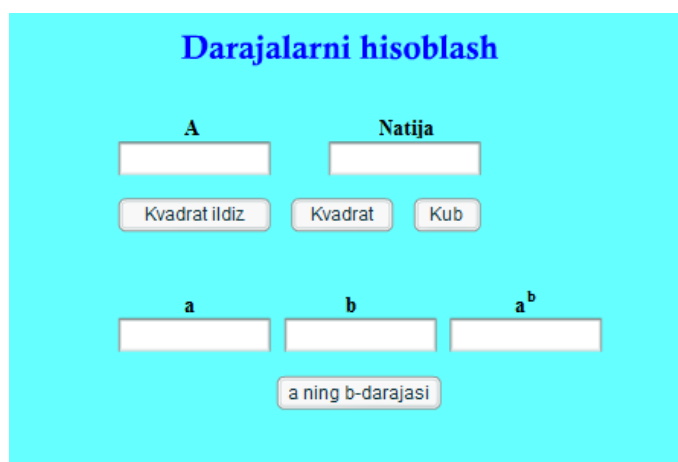 Darajalarni hisoblash
A Natija
Kvadrat ildiz Kvadrat Kub
a b a^b
a ning b-darajasi